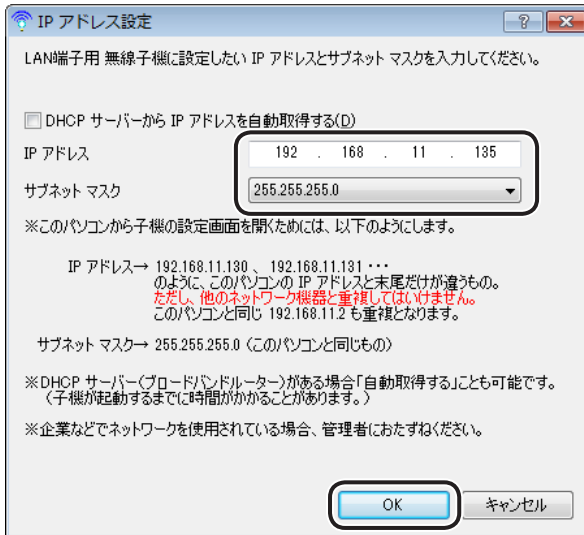 IP アドレス設定
LAN端子用 無線子機に設定したい IP アドレスとサブネット マスクを入力してください。
DHCP サーバーから IP アドレスを自動取得する(D)
IP アドレス 192 . 168 . 11 . 135
サブネット マスク 255.255.255.0
※このパソコンから子機の設定画面を開くためには、以下のようにします。
IP アドレス→ 192.168.11.130 、 192.168.11.131 ・・・
のように、このパソコンの IP アドレスと末尾だけが違うもの。
ただし、他のネットワーク機器と重複してはいけません。
このパソコンと同じ 192.168.11.2 も重複となります。
サブネット マスク→ 255.255.255.0 (このパソコンと同じもの)
※DHCP サーバー(ブロードバンドルーター)がある場合「自動取得する」ことも可能です。
(子機が起動するまでに時間がかかることがあります。)
※企業などでネットワークを使用されている場合、管理者におたずねください。
OK キャンセル